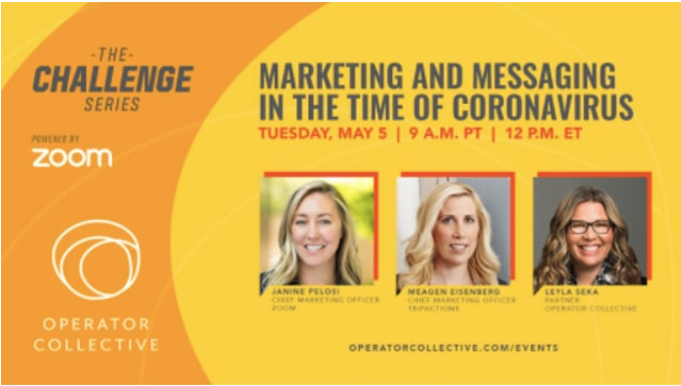 -THE-
CHALLENGE
SERIES
POWERED BY
zoom
OPERATOR
COLLECTIVE
MARKETING AND MESSAGING
IN THE TIME OF CORONAVIRUS
TUESDAY, MAY 5 | 9 A.M. PT | 12 P.M. ET
JANINE PELOSI
CHIEF MARKETING OFFICER
ZOOM
MEAGEN EISENBERG
CHIEF MARKETING OFFICER
TRIPACTIONS
LEYLA SEKA
PARTNER
OPERATOR COLLECTIVE
OPERATORCOLLECTIVE.COM/EVENTS